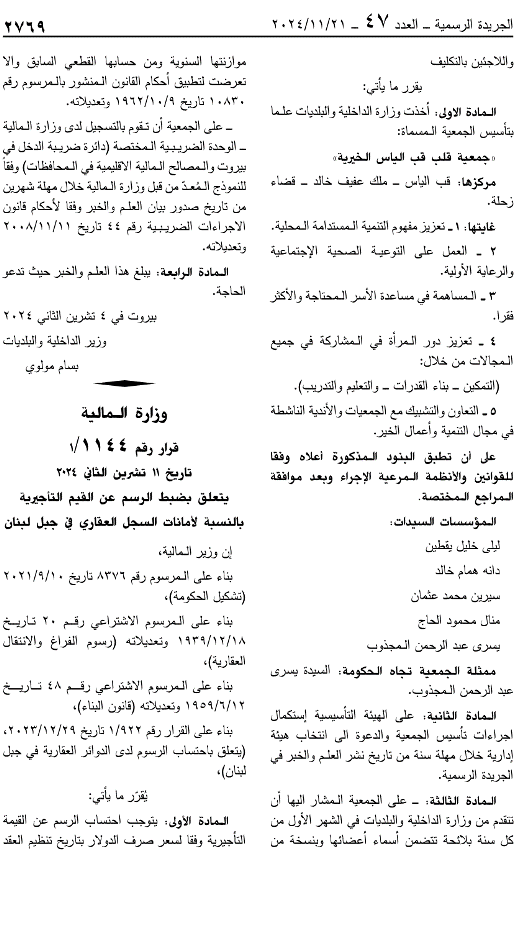 الجريدة الرسمية – العدد ٤٧ – ٢٠٢٤/١١/٢١
٢٧٦٩
واللاجئين بالتكليف
يقرر ما يأتي:
المادة الاولى: أخذت وزارة الداخلية والبلديات علما
بتأسيس الجمعية المسماة:
«جمعية قلب قب الياس الخيرية»
مركزها: قب الياس – ملك عفيف خالد – قضاء
زحلة.
غايتها: ١ – تعزيز مفهوم التنمية المستدامة المحلية.
٢ – العمل على التوعية الصحية الإجتماعية
والرعاية الأولية.
٣ – المساهمة في مساعدة الأسر المحتاجة والأكثر
فقرا.
٤ – تعزيز دور المرأة في المشاركة في جميع
المجالات من خلال:
(التمكين – بناء القدرات – والتعليم والتدريب).
٥ – التعاون والتشبيك مع الجمعيات والأندية الناشطة
في مجال التنمية وأعمال الخير.
على أن تطبق البنود المذكورة أعلاه وفقا
للقوانين والأنظمة المرعية الإجراء وبعد موافقة
المراجع المختصة.
المؤسسات السيدات:
ليلى خليل يقطين
دانه همام خالد
سيرين محمد عثمان
منال محمود الحاج
يسرى عبد الرحمن المجذوب
ممثلة الجمعية تجاه الحكومة: السيدة يسرى
عبد الرحمن المجذوب.
المادة الثانية: على الهيئة التأسيسية إستكمال
اجراءات تأسيس الجمعية والدعوة الى انتخاب هيئة
إدارية خلال مهلة سنة من تاريخ نشر العلم والخبر في
الجريدة الرسمية.
المادة الثالثة: – على الجمعية المشار اليها أن
تتقدم من وزارة الداخلية والبلديات في الشهر الأول من
كل سنة بلائحة تتضمن أسماء أعضائها وبنسخة من
موازنتها السنوية ومن حسابها القطعي السابق والا
تعرضت لتطبيق أحكام القانون المنشور بالمرسوم رقم
١٠٨٣٠ تاريخ ١٩٦٢/١٠/٩ وتعديلاته.
– على الجمعية أن تقوم بالتسجيل لدى وزارة المالية
– الوحدة الضريبية المختصة (دائرة ضريبة الدخل في
بيروت والمصالح المالية الاقليمية في المحافظات) وفقاً
للنموذج المُعدّ من قبل وزارة المالية خلال مهلة شهرين
من تاريخ صدور بيان العلم والخبر وفقا لأحكام قانون
الاجراءات الضريبية رقم ٤٤ تاريخ ٢٠٠٨/١١/١١
وتعديلاته.
المادة الرابعة: يبلغ هذا العلم والخبر حيث تدعو
الحاجة.
بيروت في ٤ تشرين الثاني ٢٠٢٤
وزير الداخلية والبلديات
بسام مولوي
وزارة المالية
قرار رقم ١/١١٤٤
تاريخ ١١ تشرين الثاني ٢٠٢٤
يتعلق بضبط الرسم عن القيم التأجيرية
بالنسبة لأمانات السجل العقاري في جبل لبنان
إن وزير المالية،
بناء على المرسوم رقم ٨٣٧٦ تاريخ ٢٠٢١/٩/١٠
(تشكيل الحكومة)،
بناء على المرسوم الاشتراعي رقم ٢٠ تاريخ
١٩٣٩/١٢/١٨ وتعديلاته (رسوم الفراغ والانتقال
العقارية)،
بناء على المرسوم الاشتراعي رقم ٤٨ تاريخ
١٩٥٩/٦/١٢ وتعديلاته (قانون البناء)،
بناء على القرار رقم ١/٩٢٢ تاريخ ٢٠٢٣/١٢/٢٩،
(يتعلق باحتساب الرسوم لدى الدوائر العقارية في جبل
لبنان)،
يُقرّر ما يأتي:
المادة الأولى: يتوجب احتساب الرسم عن القيمة
التأجيرية وفقا لسعر صرف الدولار بتاريخ تنظيم العقد